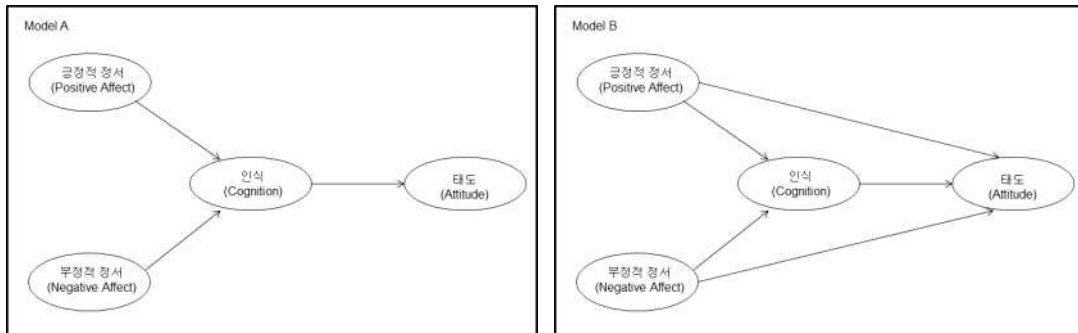 Model A
긍정적 정서
(Positive Affect)
인식
(Cognition)
태도
(Attitude)
부정적 정서
(Negative Affect)
Model B
긍정적 정서
(Positive Affect)
인식
(Cognition)
태도
(Attitude)
부정적 정서
(Negative Affect)